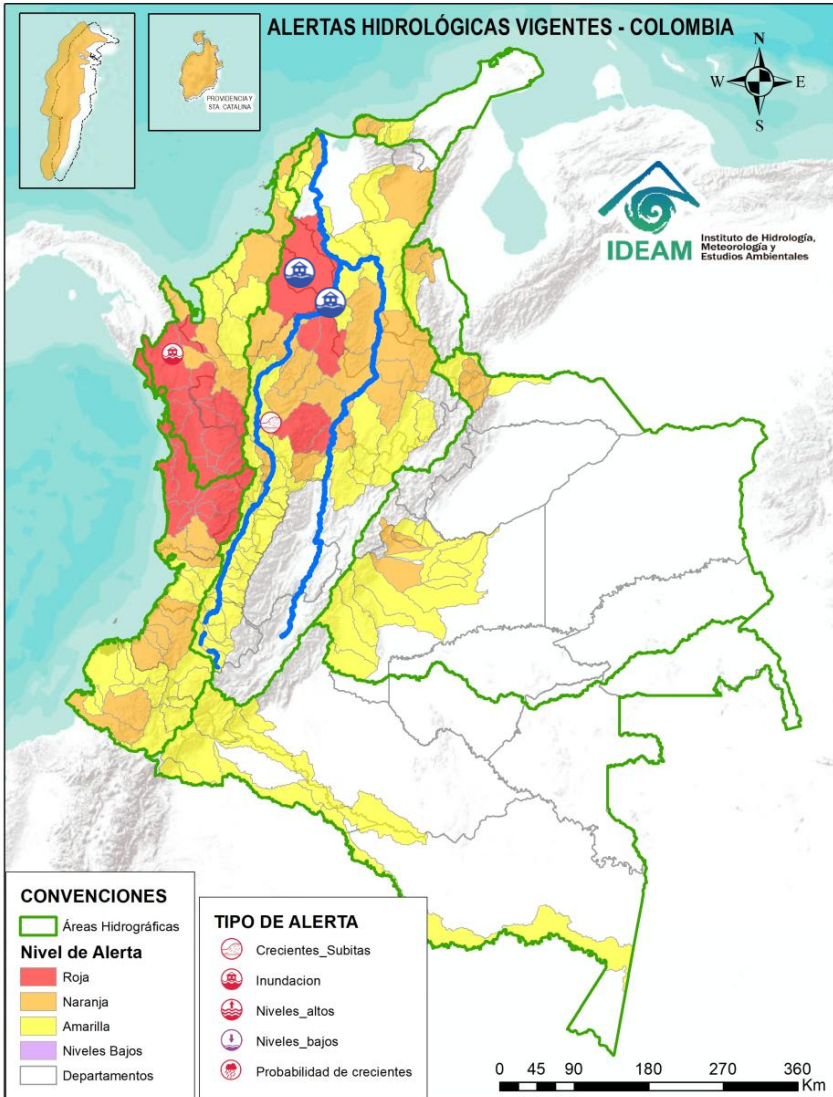 ALERTAS HIDROLÓGICAS VIGENTES - COLOMBIA
N
W
E
S
PROVIDENCIA Y
STA. CATALINA
IDEAM
Instituto de Hidrología,
Meteorología y
Estudios Ambientales
CONVENCIONES
Áreas Hidrográficas
Nivel de Alerta
Roja
Naranja
Amarilla
Niveles Bajos
Departamentos
TIPO DE ALERTA
Crecientes_Subitas
Inundacion
Niveles_altos
Niveles_bajos
Probabilidad de crecientes
0 45 90 180 270 360
Km